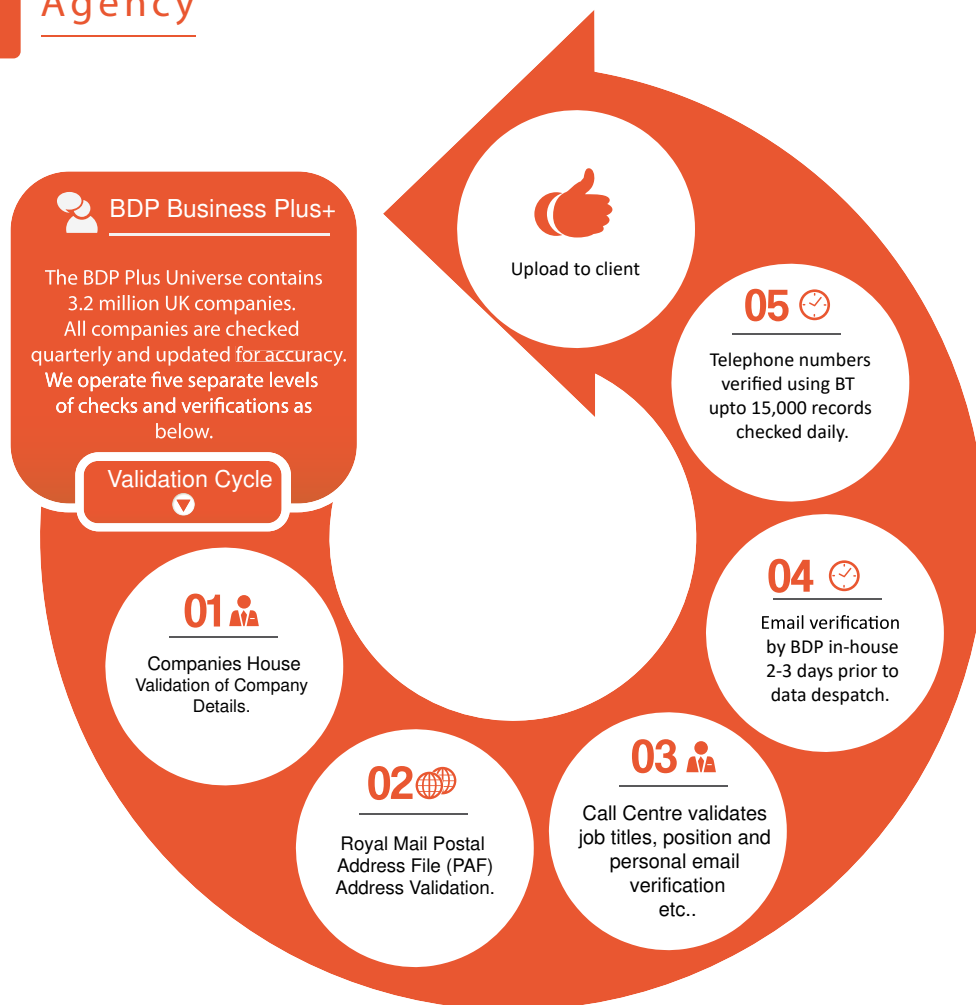 Agency
BDP Business Plus+
The BDP Plus Universe contains
3.2 million UK companies.
All companies are checked
quarterly and updated for accuracy.
We operate five separate levels
of checks and verifications as
below.
Validation Cycle
01
Companies House
Validation of Company
Details.
02
Royal Mail Postal
Address File (PAF)
Address Validation.
03
Call Centre validates
job titles, position and
personal email
verification
etc..
04
Email verification
by BDP in-house
2-3 days prior to
data despatch.
05
Telephone numbers
verified using BT
upto 15,000 records
checked daily.
Upload to client